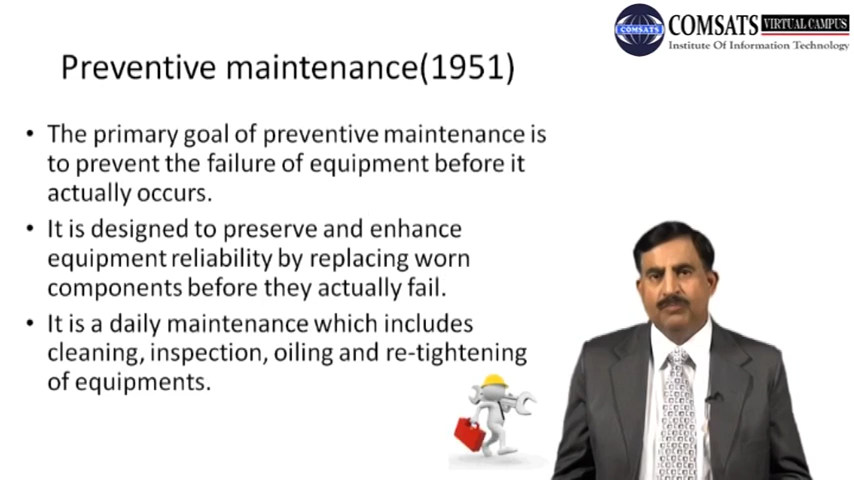 COMSATS VIRTUAL CAMPUS
COMSATS
Institute Of Information Technology
Preventive maintenance(1951)
• The primary goal of preventive maintenance is
to prevent the failure of equipment before it
actually occurs.
• It is designed to preserve and enhance
equipment reliability by replacing worn
components before they actually fail.
• It is a daily maintenance which includes
cleaning, inspection, oiling and re-tightening
of equipments.